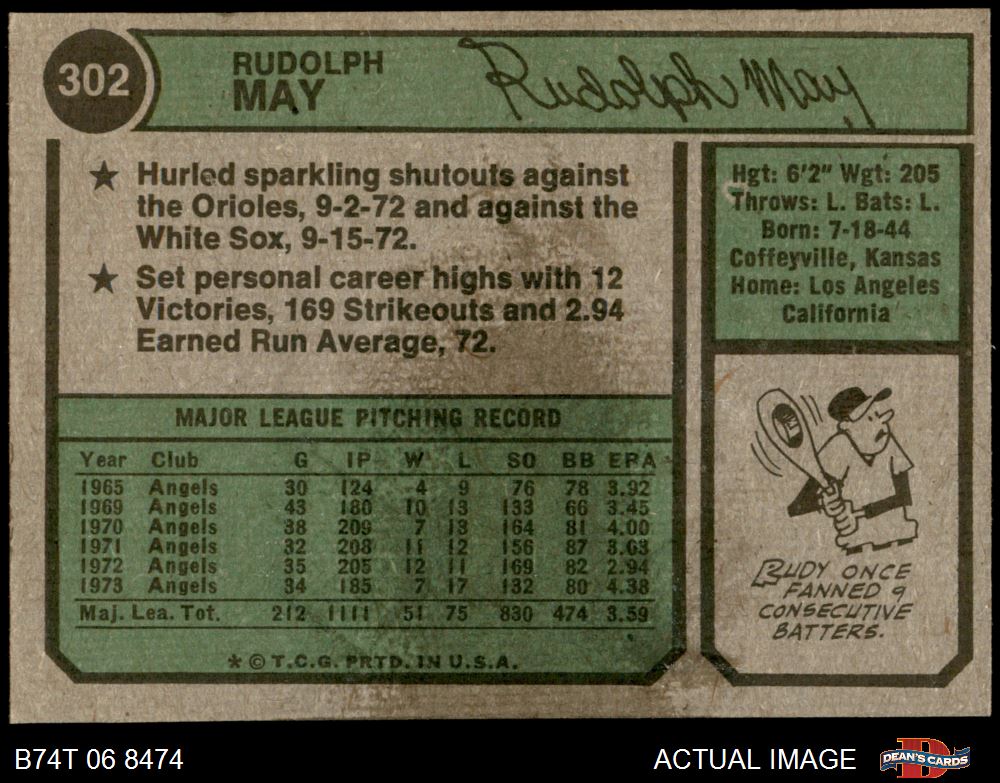 302
RUDOLPH
MAY
Rudolph May
★ Hurled sparkling shutouts against
the Orioles, 9-2-72 and against the
White Sox, 9-15-72.
★ Set personal career highs with 12
Victories, 169 Strikeouts and 2.94
Earned Run Average, 72.
Hgt: 6'2" Wgt: 205
Throws: L. Bats: L.
Born: 7-18-44
Coffeyville, Kansas
Home: Los Angeles
California
MAJOR LEAGUE PITCHING RECORD
Year Club G IP W L SO BB ERA
1965 Angels 30 124 4 9 76 78 3.92
1969 Angels 43 180 10 13 133 66 3.45
1970 Angels 38 209 7 13 164 81 4.00
1971 Angels 32 208 11 12 156 87 3.03
1972 Angels 35 205 12 11 169 82 2.94
1973 Angels 34 185 7 17 132 80 4.38
Maj. Lea. Tot. 212 1111 51 75 830 474 3.59
* © T.C.G. PRTD. IN U.S.A.
RUDY ONCE
FANNED 9
CONSECUTIVE
BATTERS.
B74T 06 8474
ACTUAL IMAGE
D
DEAN'S CARDS